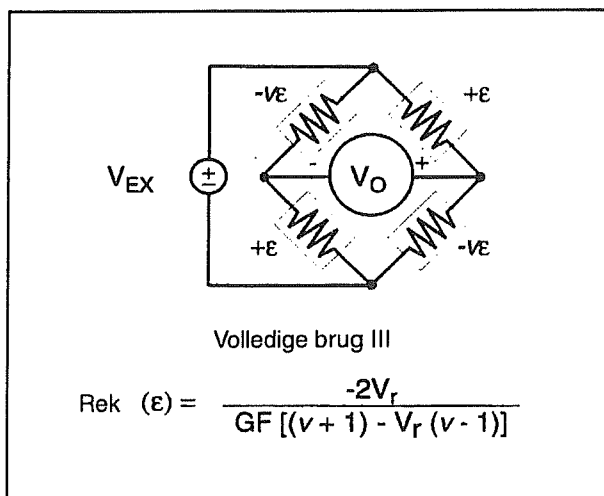 -νε +ε
V_EX ± - V_O +
+ε -νε
Volledige brug III
Rek (ε) = -2V_r / GF [(ν + 1) - V_r (ν - 1)]